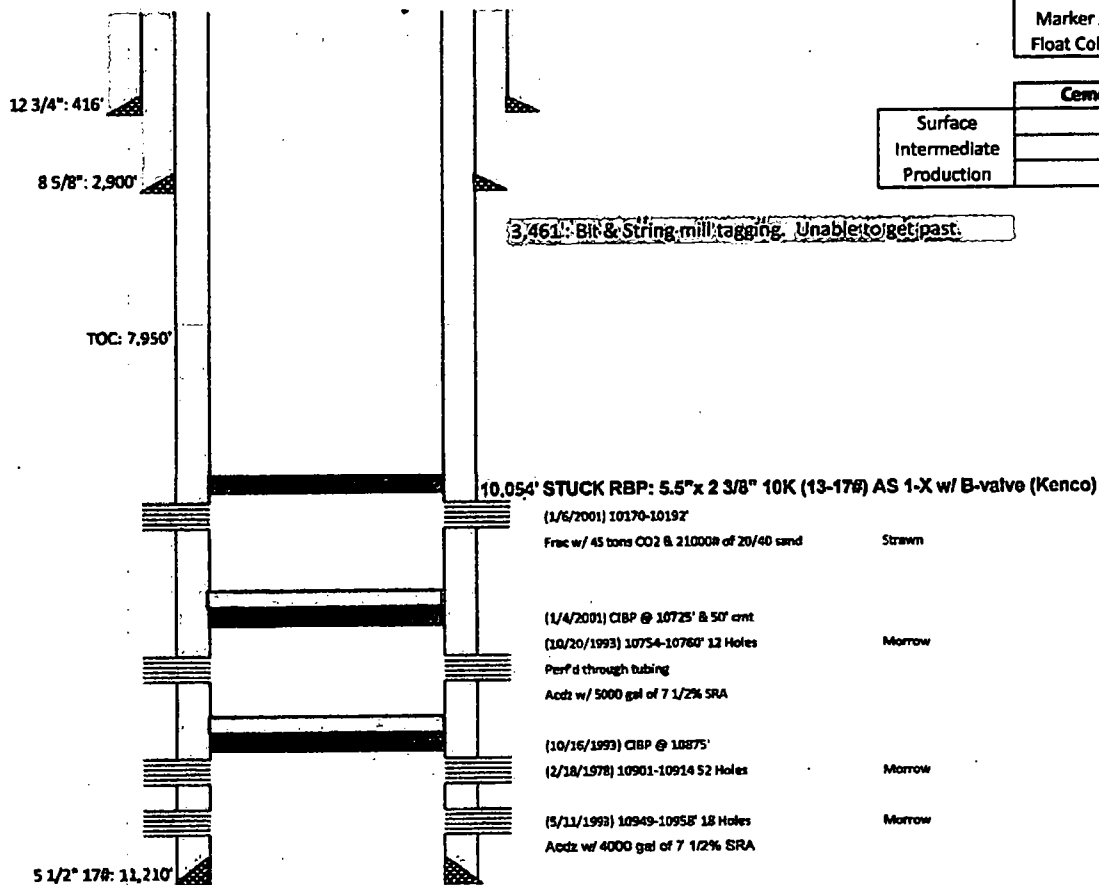 Marker
Float Col
Ceme
Surface
Intermediate
Production
12 3/4": 416'
8 5/8": 2,900'
3,461': Bit & String mill tagging. Unable to get past.
TOC: 7,950'
10,054' STUCK RBP: 5.5"x 2 3/8" 10K (13-17#) AS 1-X w/ B-valve (Kenco)
(1/6/2001) 10170-10192'
Frac w/ 45 tons CO2 & 21000# of 20/40 sand Strawn
(1/4/2001) CIBP @ 10725' & 50' cmt
(10/20/1993) 10754-10760' 12 Holes Morrow
Perf'd through tubing
Acdz w/ 5000 gal of 7 1/2% SRA
(10/16/1993) CIBP @ 10875'
(2/18/1978) 10901-10914 52 Holes Morrow
(5/11/1993) 10949-10958' 18 Holes Morrow
Acdz w/ 4000 gal of 7 1/2% SRA
5 1/2" 17#: 11,210'